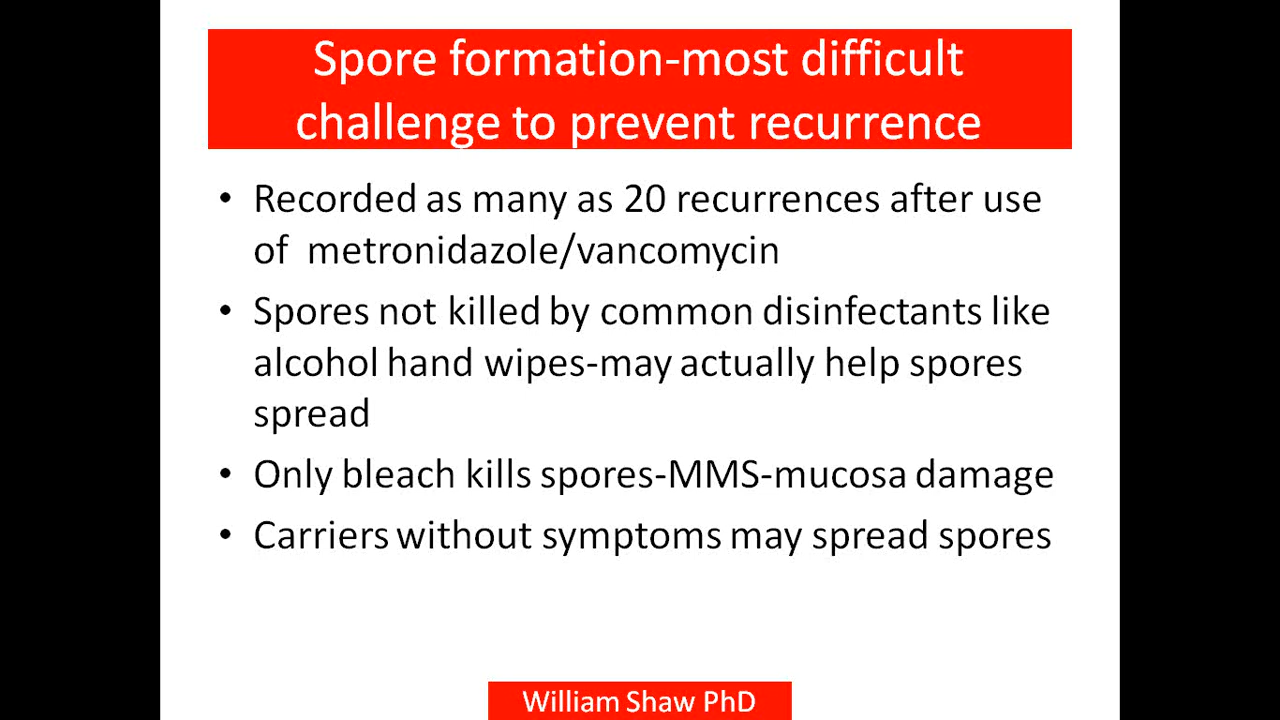 Spore formation-most difficult
challenge to prevent recurrence
• Recorded as many as 20 recurrences after use
of metronidazole/vancomycin
• Spores not killed by common disinfectants like
alcohol hand wipes-may actually help spores
spread
• Only bleach kills spores-MMS-mucosa damage
• Carriers without symptoms may spread spores
William Shaw PhD